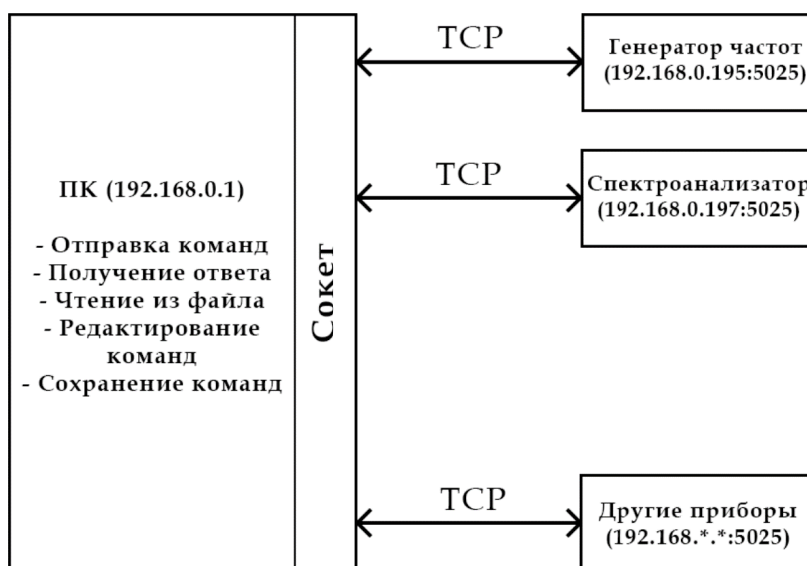 ПК (192.168.0.1)
- Отправка команд
- Получение ответа
- Чтение из файла
- Редактирование
команд
- Сохранение команд
Сокет
TCP
Генератор частот
(192.168.0.195:5025)
TCP
Спектроанализатор
(192.168.0.197:5025)
TCP
Другие приборы
(192.168.*.*:5025)